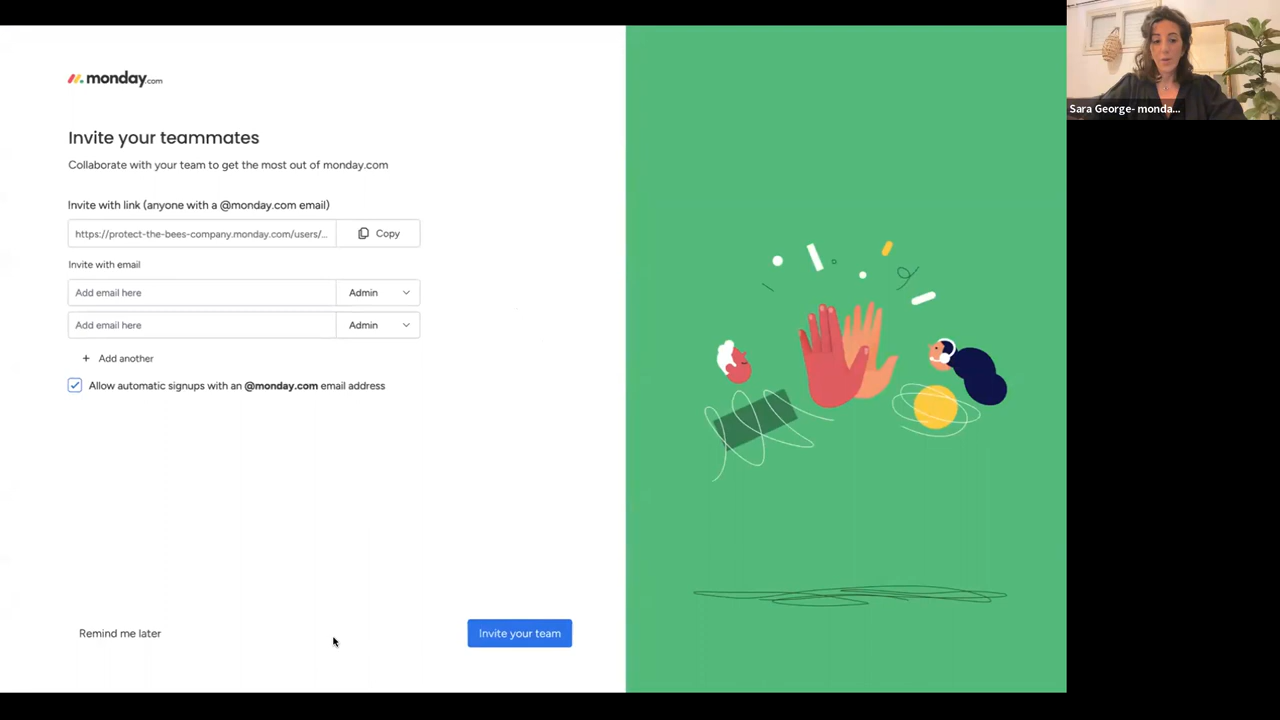 monday.com
Invite your teammates
Collaborate with your team to get the most out of monday.com
Invite with link (anyone with a @monday.com email)
https://protect-the-bees-company.monday.com/users/... Copy
Invite with email
Add email here Admin
Add email here Admin
+ Add another
Allow automatic signups with an @monday.com email address
Remind me later Invite your team
Sara George- monda...